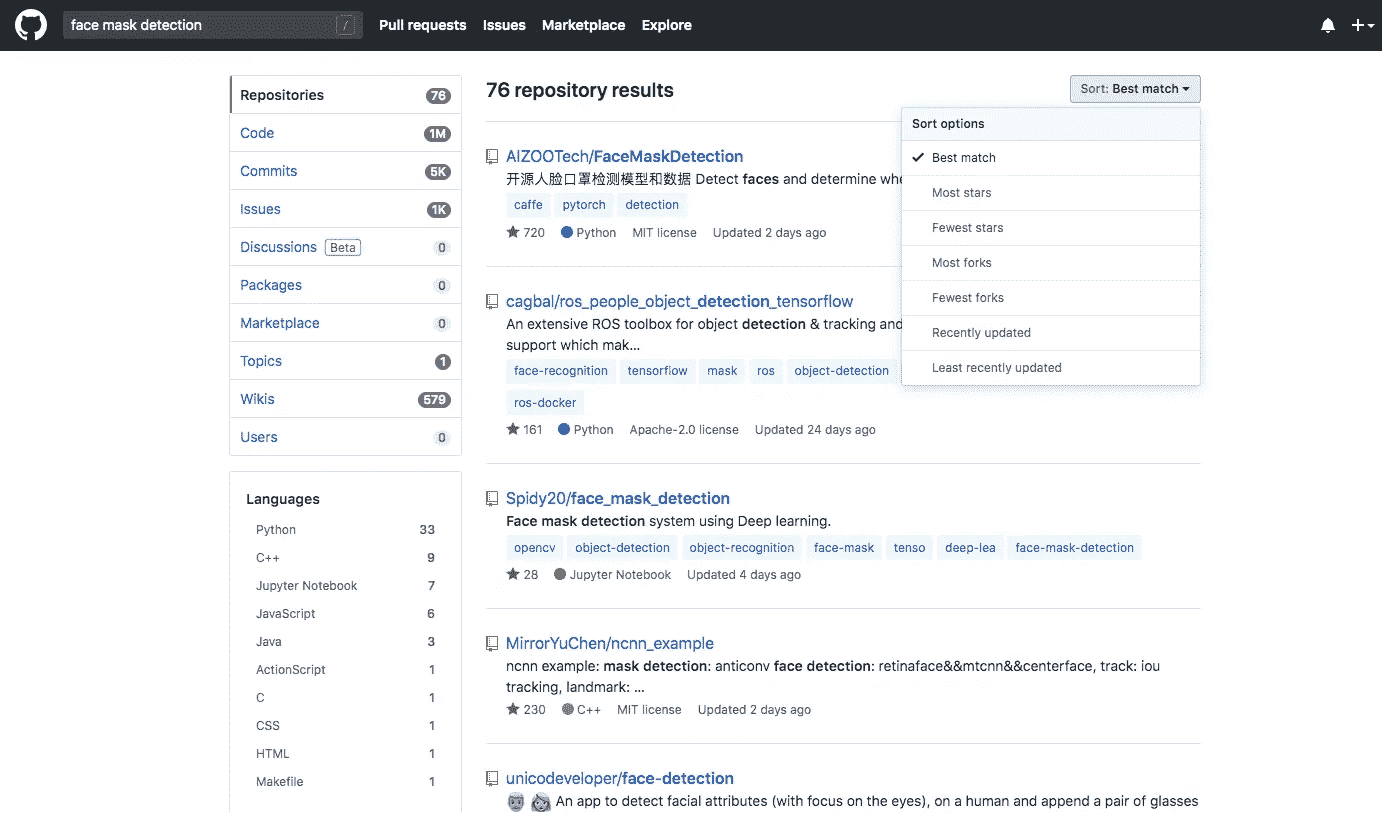 face mask detection
/
Pull requests Issues Marketplace Explore
Repositories 76
Code 1M
Commits 5K
Issues 1K
Discussions Beta 0
Packages 0
Marketplace 0
Topics 1
Wikis 579
Users 0
Languages
Python 33
C++ 9
Jupyter Notebook 7
JavaScript 6
Java 3
ActionScript 1
C 1
CSS 1
HTML 1
Makefile 1
76 repository results
Sort: Best match
Sort options
Best match
Most stars
Fewest stars
Most forks
Fewest forks
Recently updated
Least recently updated
AIZOOTech/FaceMaskDetection
开源人脸口罩检测模型和数据 Detect faces and determine whe
caffe pytorch detection
720 Python MIT license Updated 2 days ago
cagbal/ros_people_object_detection_tensorflow
An extensive ROS toolbox for object detection & tracking and
support which mak...
face-recognition tensorflow mask ros object-detection
ros-docker
161 Python Apache-2.0 license Updated 24 days ago
Spidy20/face_mask_detection
Face mask detection system using Deep learning.
opencv object-detection object-recognition face-mask tenso deep-lea face-mask-detection
28 Jupyter Notebook Updated 4 days ago
MirrorYuChen/ncnn_example
ncnn example: mask detection: anticonv face detection: retinaface&&mtcnn&&centerface, track: iou
tracking, landmark: ...
230 C++ MIT license Updated 2 days ago
unicodeveloper/face-detection
An app to detect facial attributes (with focus on the eyes), on a human and append a pair of glasses